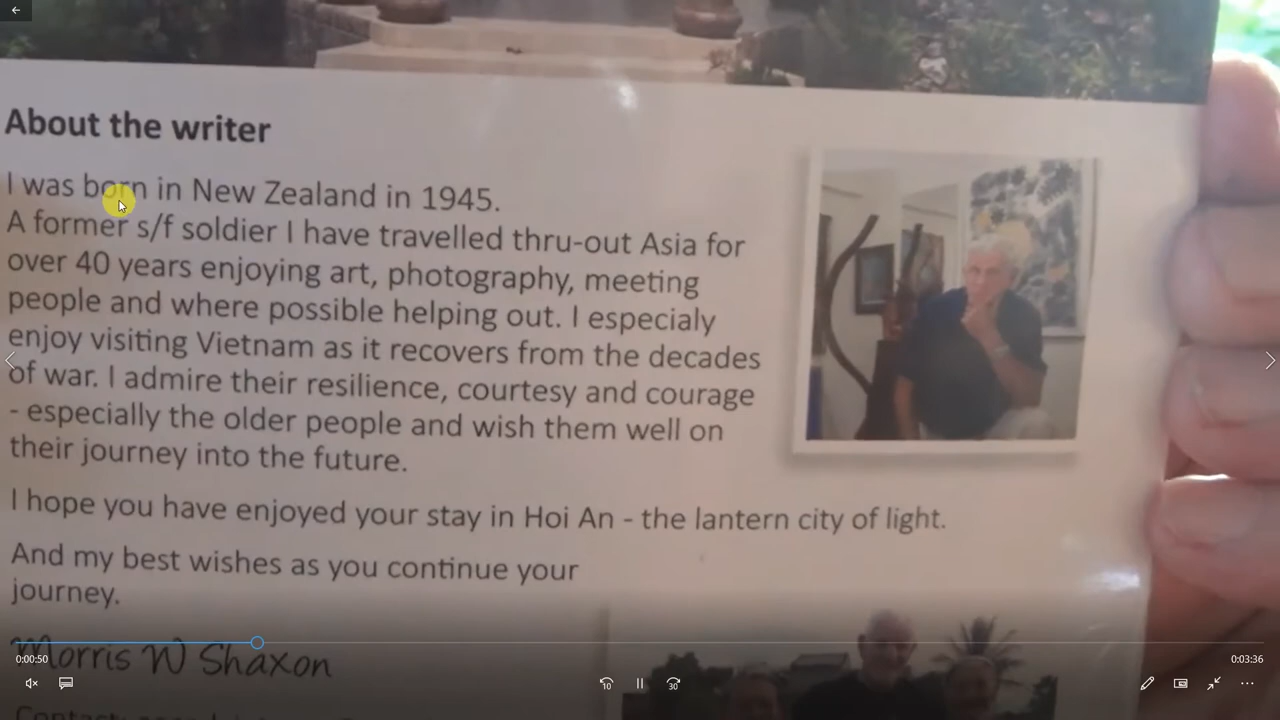 About the writer
I was born in New Zealand in 1945.
A former s/f soldier I have travelled thru-out Asia for
over 40 years enjoying art, photography, meeting
people and where possible helping out. I especialy
enjoy visiting Vietnam as it recovers from the decades
of war. I admire their resilience, courtesy and courage
- especially the older people and wish them well on
their journey into the future.
I hope you have enjoyed your stay in Hoi An - the lantern city of light.
And my best wishes as you continue your
journey.
Morris W Shaxon
0:00:50
0:03:36
10
30